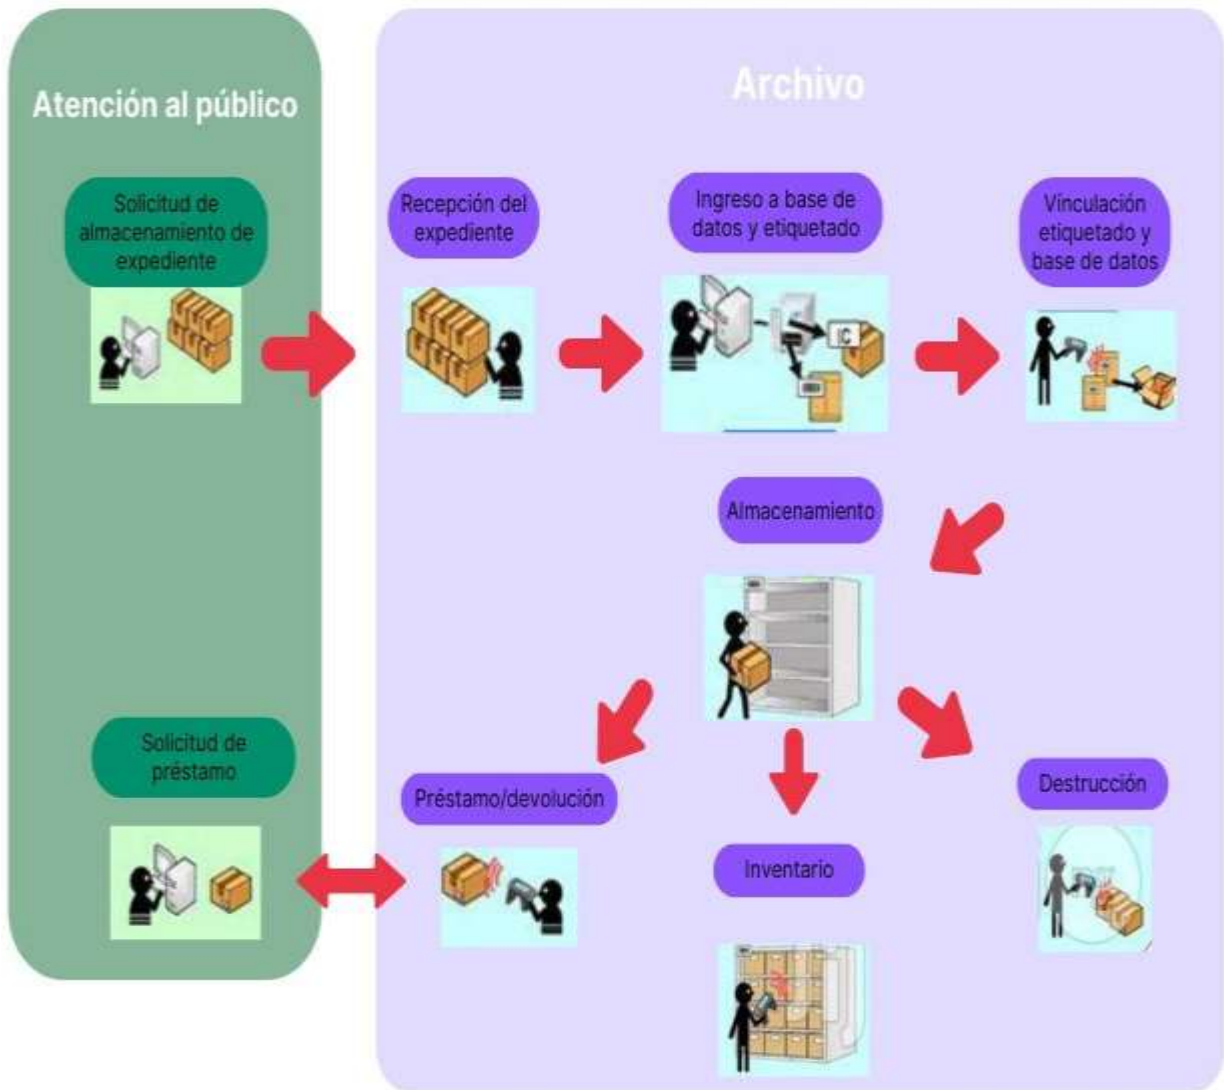 Atención al público
Archivo
Solicitud de
almacenamiento de
expediente
Recepción del
expediente
Ingreso a base de
datos y etiquetado
Vinculación
etiquetado y
base de datos
Almacenamiento
Solicitud de
préstamo
Préstamo/devolución
Inventario
Destrucción